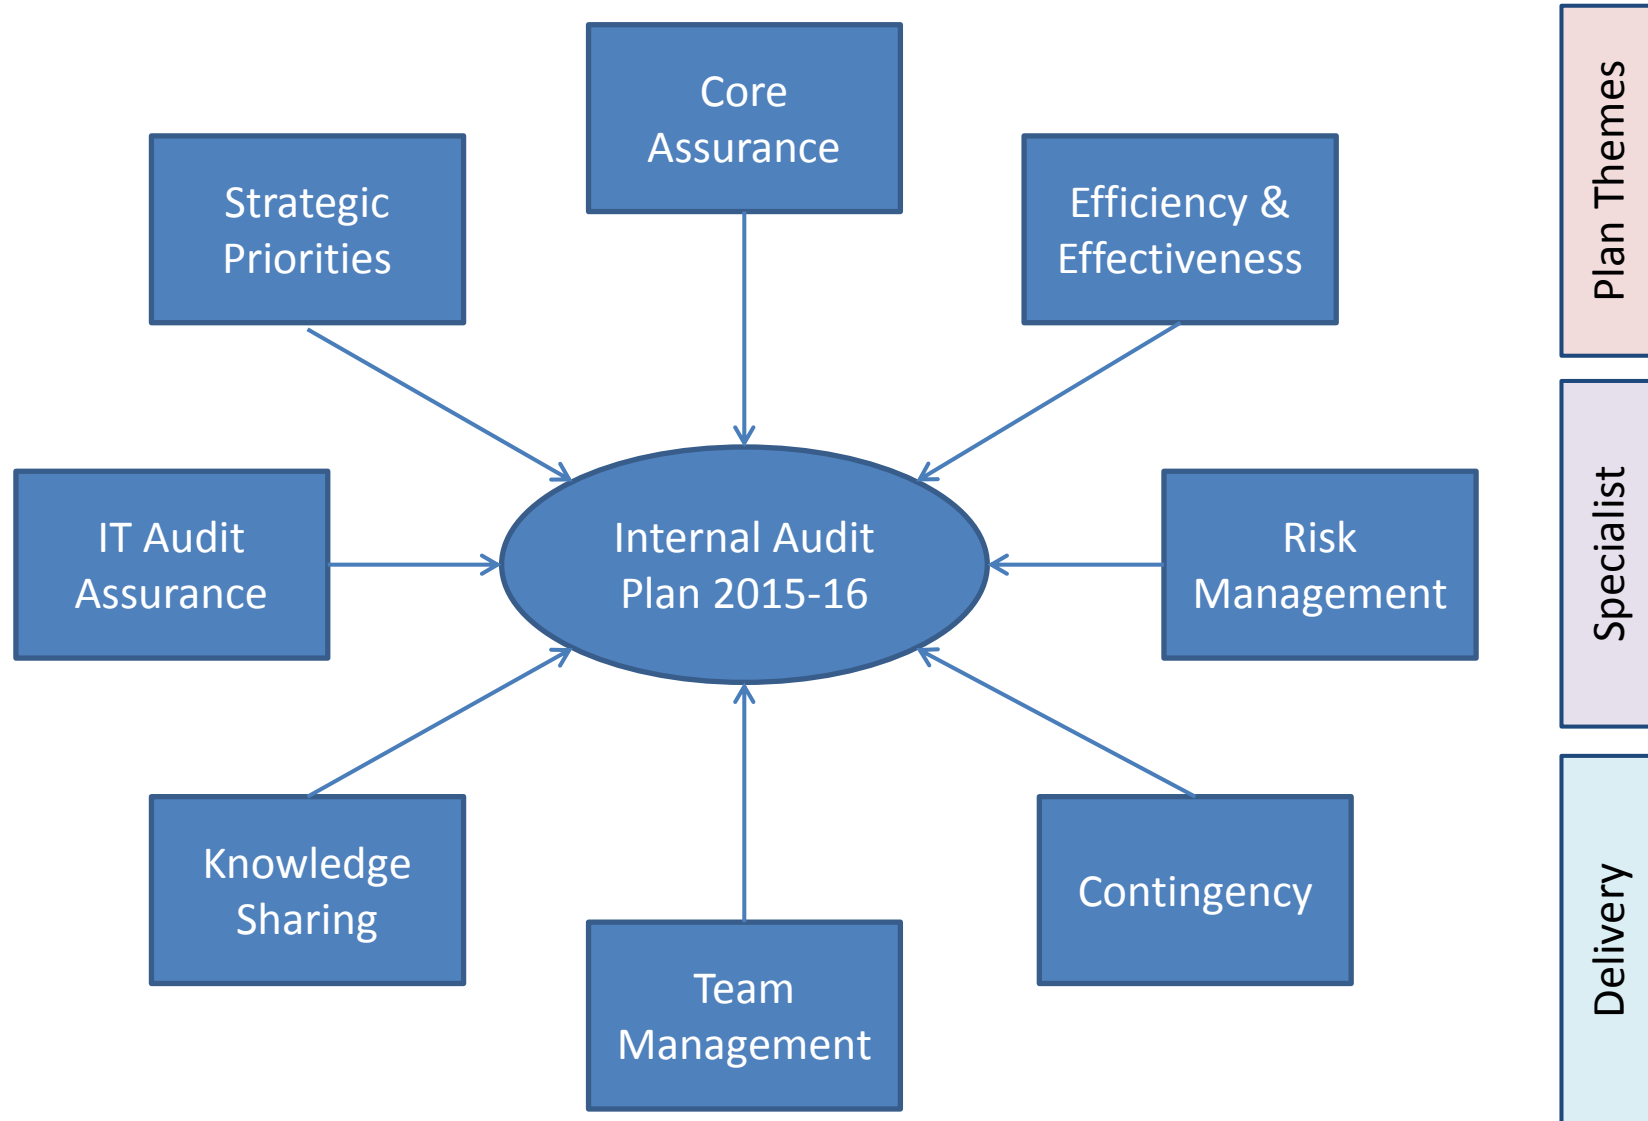 Core
Assurance
Strategic
Priorities
Efficiency &
Effectiveness
Plan Themes
IT Audit
Assurance
Internal Audit
Plan 2015-16
Risk
Management
Specialist
Knowledge
Sharing
Team
Management
Contingency
Delivery